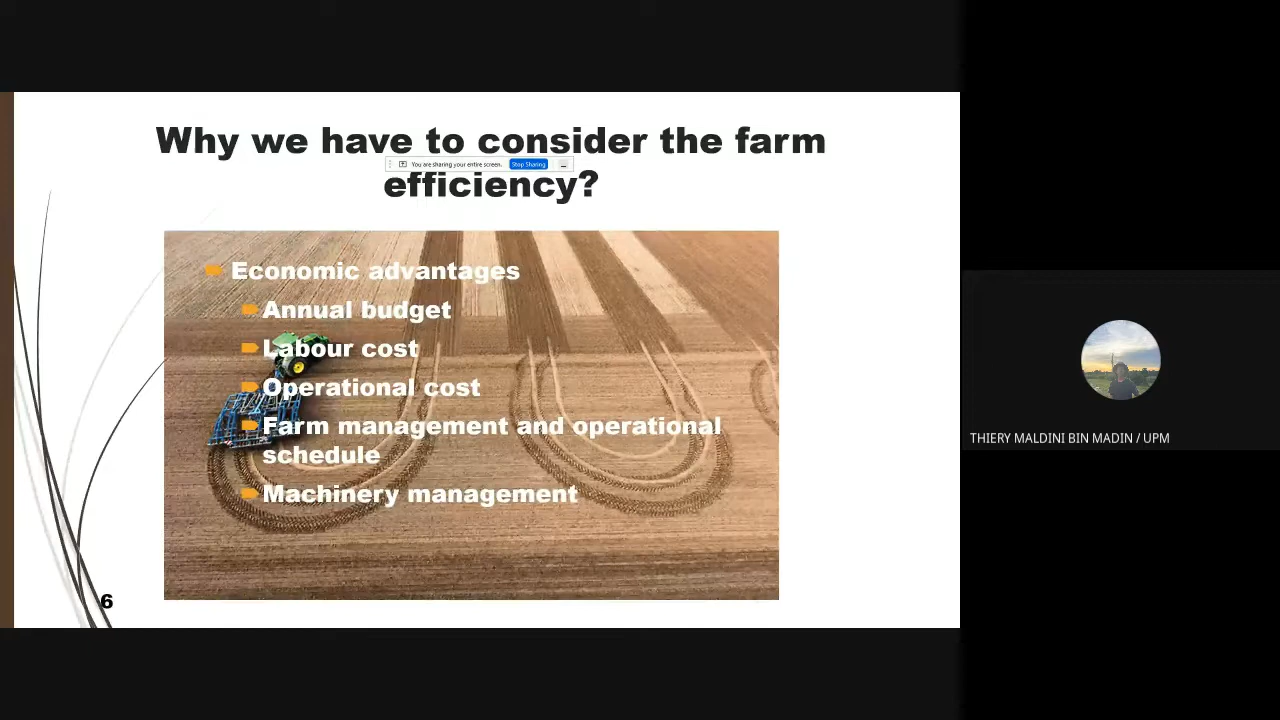 Why we have to consider the farm
You are sharing your entire screen.
Stop Sharing
efficiency?
Economic advantages
Annual budget
Labour cost
Operational cost
Farm management and operational
schedule
Machinery management
6
THIERY MALDINI BIN MADIN / UPM